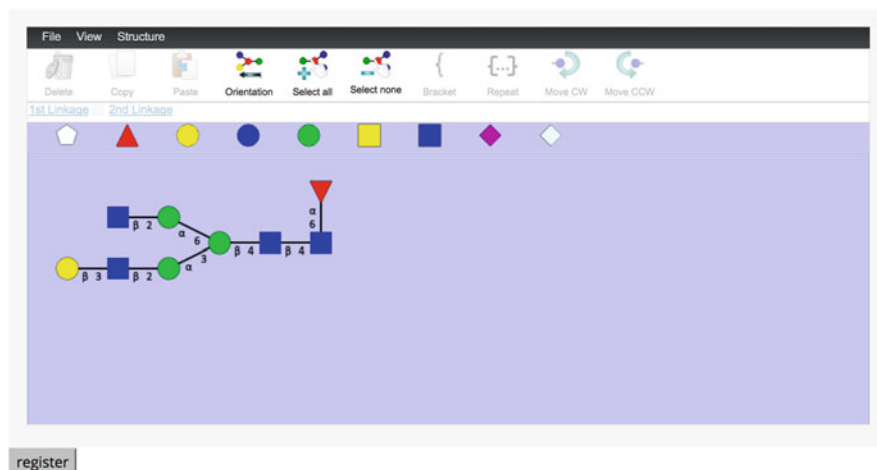 File View Structure
Delete Copy Paste Orientation Select all Select none Bracket Repeat Move CW Move CCW
1st Linkage 2nd Linkage
α
6
β 2 α 6
β 4 β 4
β 3 β 2 α 3
register